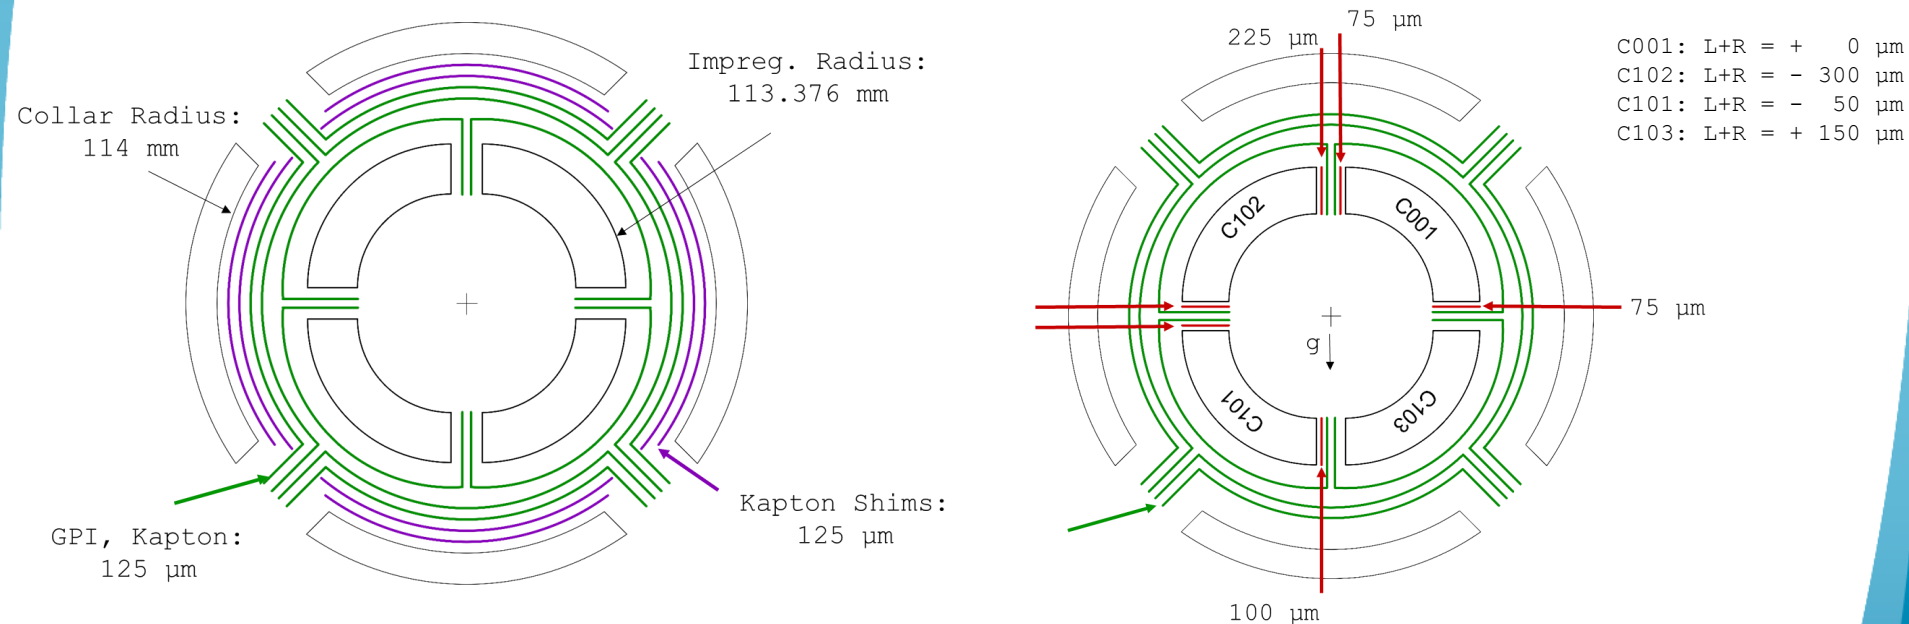 Collar Radius:
114 mm
Impreg. Radius:
113.376 mm
GPI, Kapton:
125 µm
Kapton Shims:
125 µm
225 µm
75 µm
C102
C001
C101
C103
g
75 µm
100 µm
C001: L+R = +   0 µm
C102: L+R = - 300 µm
C101: L+R = -  50 µm
C103: L+R = + 150 µm